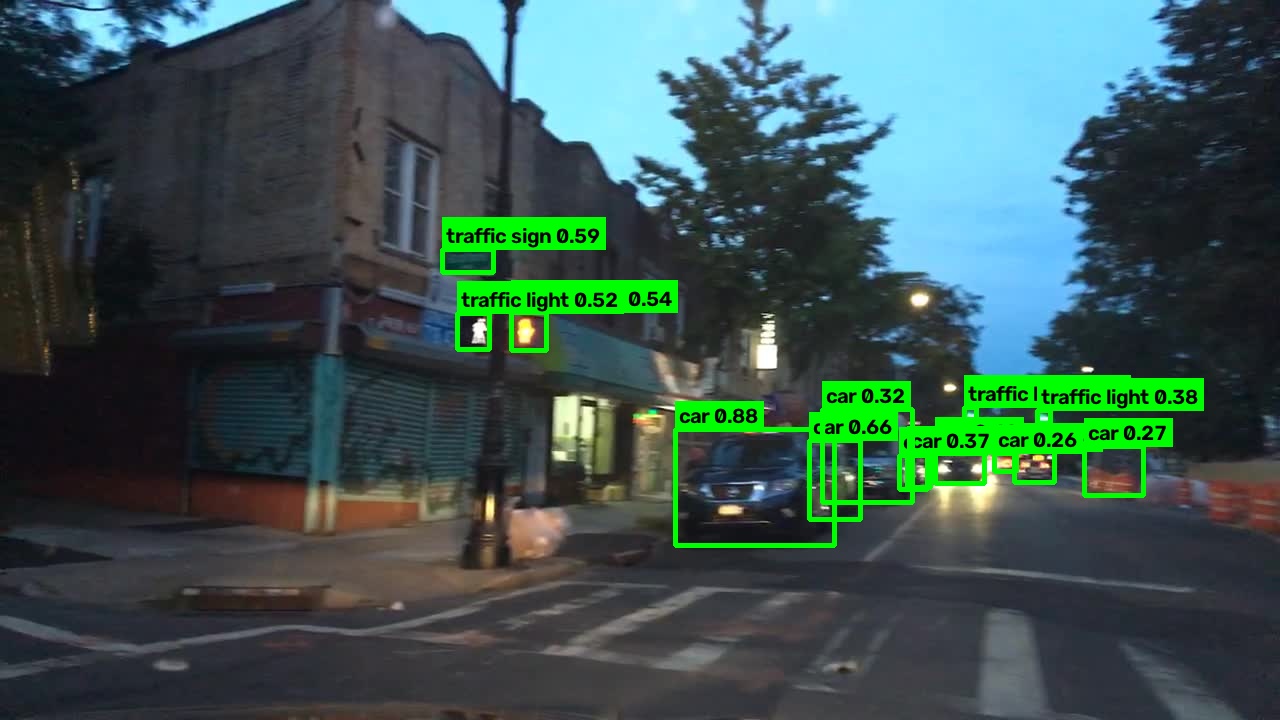 traffic sign 0.59
traffic light 0.52 0.54
car 0.32
traffic l
traffic light 0.38
car 0.88
car 0.66
car 0.37
car 0.26
car 0.27